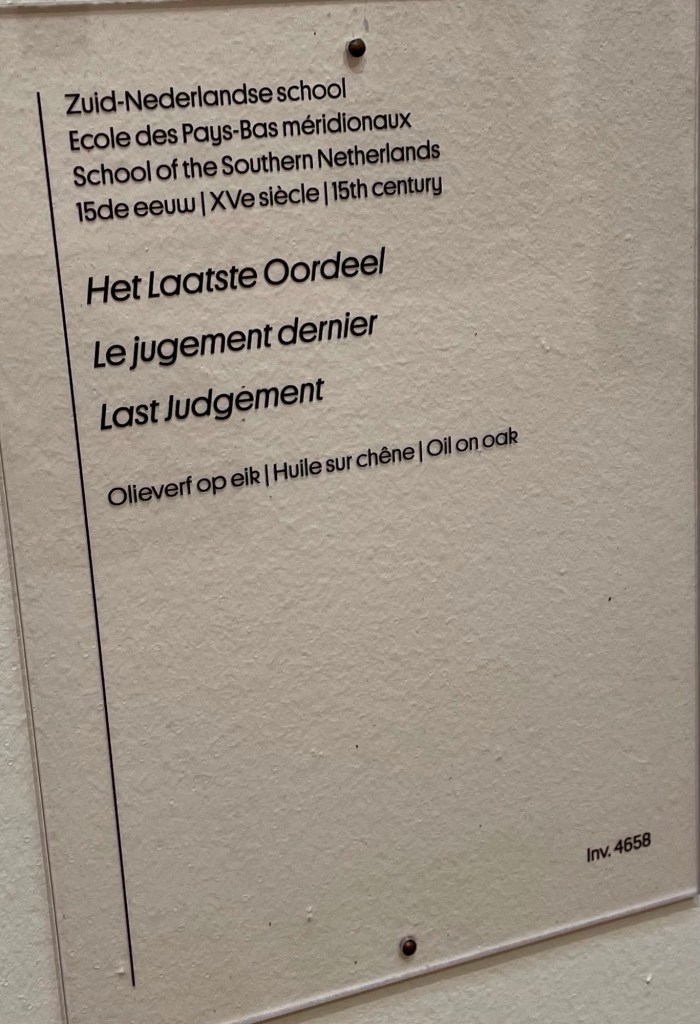 Zuid-Nederlandse school
Ecole des Pays-Bas méridionaux
School of the Southern Netherlands
15de eeuw | XVe siècle | 15th century
Het Laatste Oordeel
Le jugement dernier
Last Judgement
Olieverf op eik | Huile sur chêne | Oil on oak
Inv. 4658